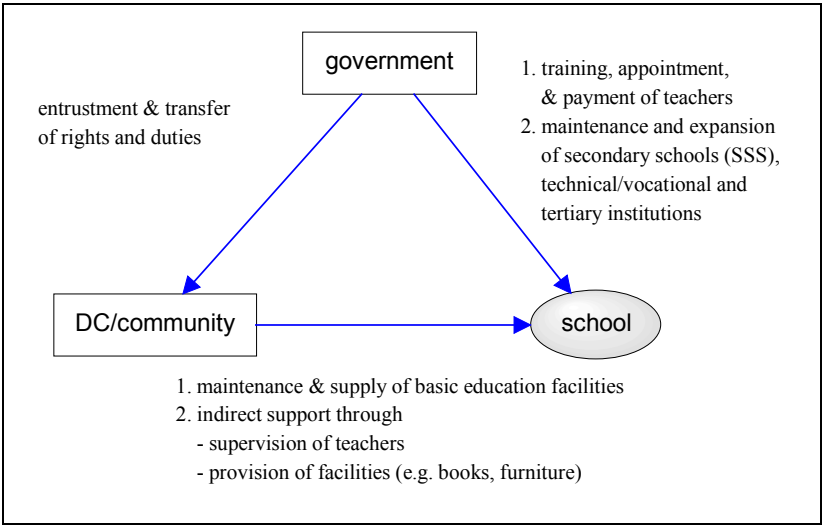 government
1. training, appointment,
& payment of teachers
2. maintenance and expansion
of secondary schools (SSS),
technical/vocational and
tertiary institutions
entrustment & transfer
of rights and duties
DC/community
school
1. maintenance & supply of basic education facilities
2. indirect support through
- supervision of teachers
- provision of facilities (e.g. books, furniture)